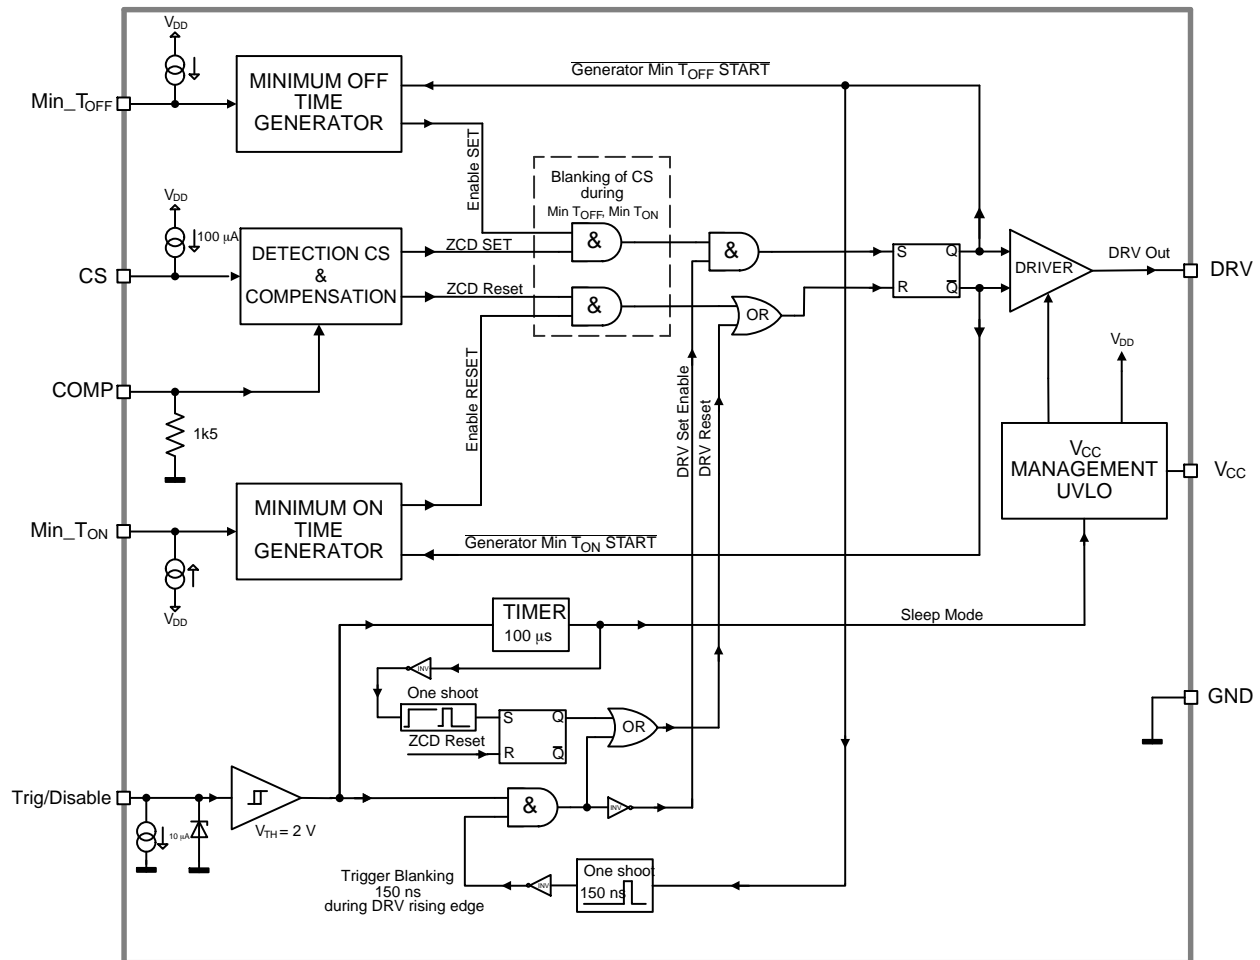 VDD
Min_TOFF
MINIMUM OFF
TIME
GENERATOR
Generator Min TOFF START
Enable SET
Blanking of CS
during
Min TOFF, Min TON
VDD
100 μA
CS
DETECTION CS
&
COMPENSATION
ZCD SET
ZCD Reset
&
&
&
OR
S
Q
R
Q
DRIVER
DRV Out
DRV
COMP
1k5
Enable RESET
DRV Set Enable
DRV Reset
VDD
VCC
MANAGEMENT
UVLO
VCC
Min_TON
MINIMUM ON
TIME
GENERATOR
Generator Min TON START
VDD
TIMER
100 μs
Sleep Mode
INV
One shoot
S
Q
R
Q
ZCD Reset
OR
GND
Trig/Disable
10 μA
VTH = 2 V
&
INV
Trigger Blanking
150 ns
during DRV rising edge
INV
One shoot
150 ns